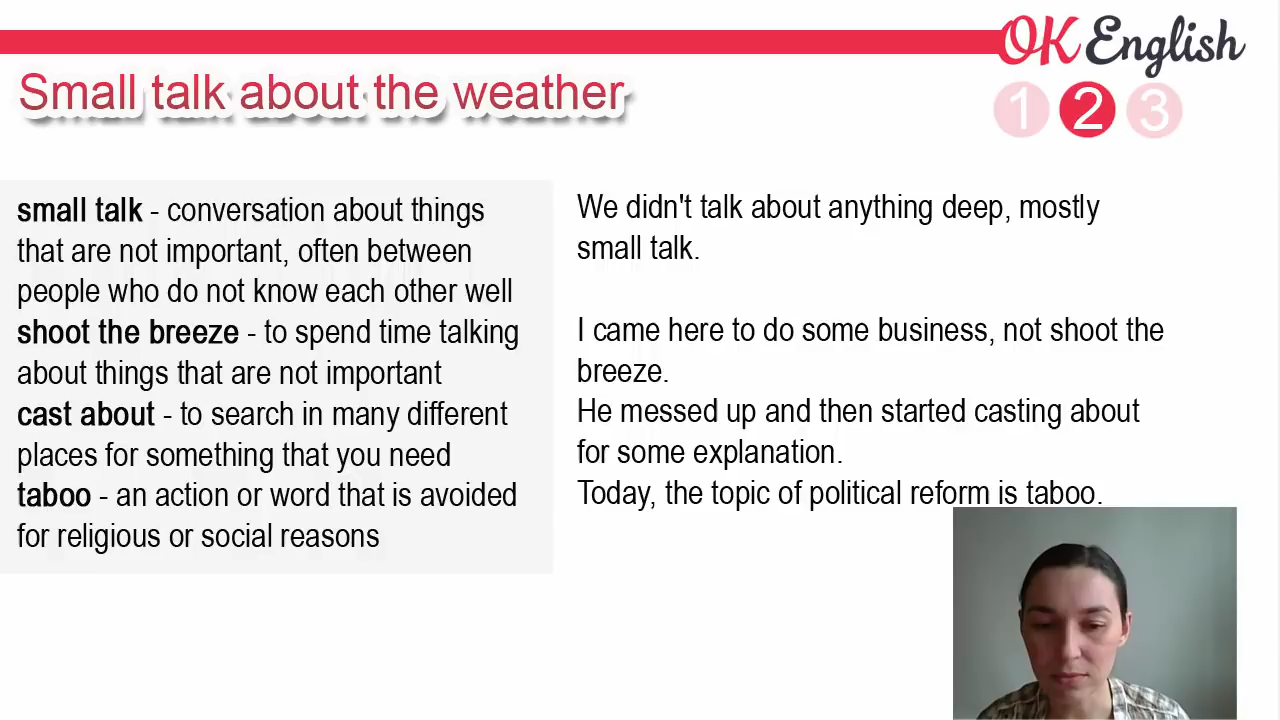 OK English
1 2 3
Small talk about the weather
small talk - conversation about things
that are not important, often between
people who do not know each other well
shoot the breeze - to spend time talking
about things that are not important
cast about - to search in many different
places for something that you need
taboo - an action or word that is avoided
for religious or social reasons
We didn't talk about anything deep, mostly
small talk.
I came here to do some business, not shoot the
breeze.
He messed up and then started casting about
for some explanation.
Today, the topic of political reform is taboo.